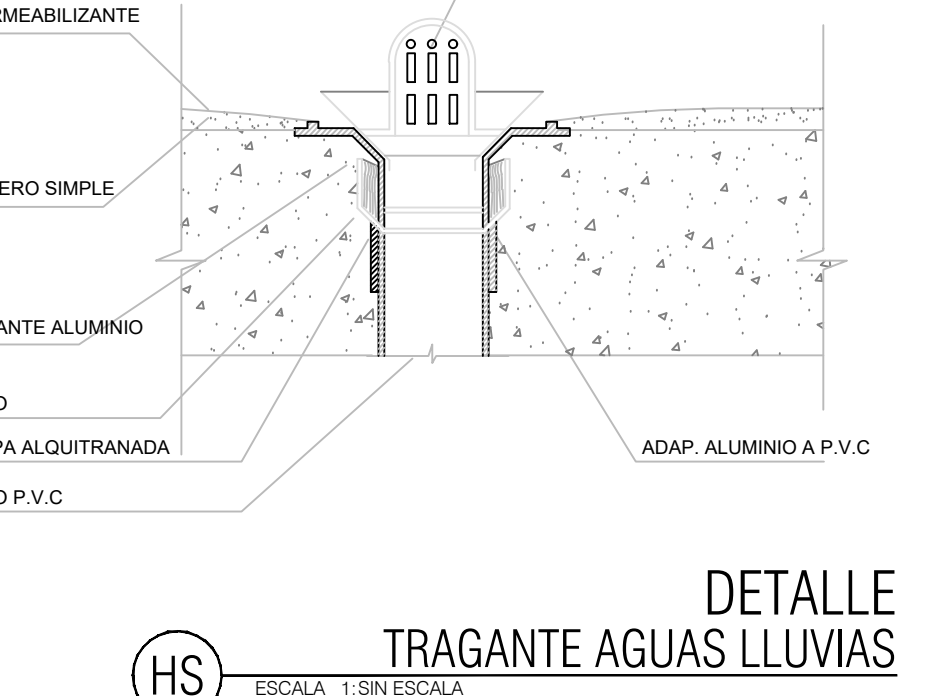 RMEABILIZANTE
ERO SIMPLE
ANTE ALUMINIO
O
PA ALQUITRANADA
ADAP. ALUMINIO A P.V.C
O P.V.C
DETALLE
TRAGANTE AGUAS LLUVIAS
HS
ESCALA 1:SIN ESCALA